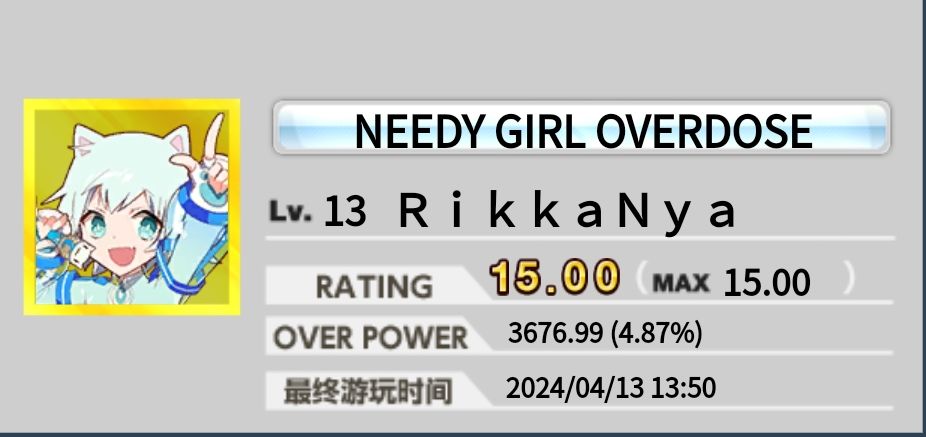 NEEDY GIRL OVERDOSE
Lv. 13 ＲｉｋｋａＮｙａ
RATING 15.00 (MAX 15.00 )
OVER POWER 3676.99 (4.87%)
最终游玩时间 2024/04/13 13:50